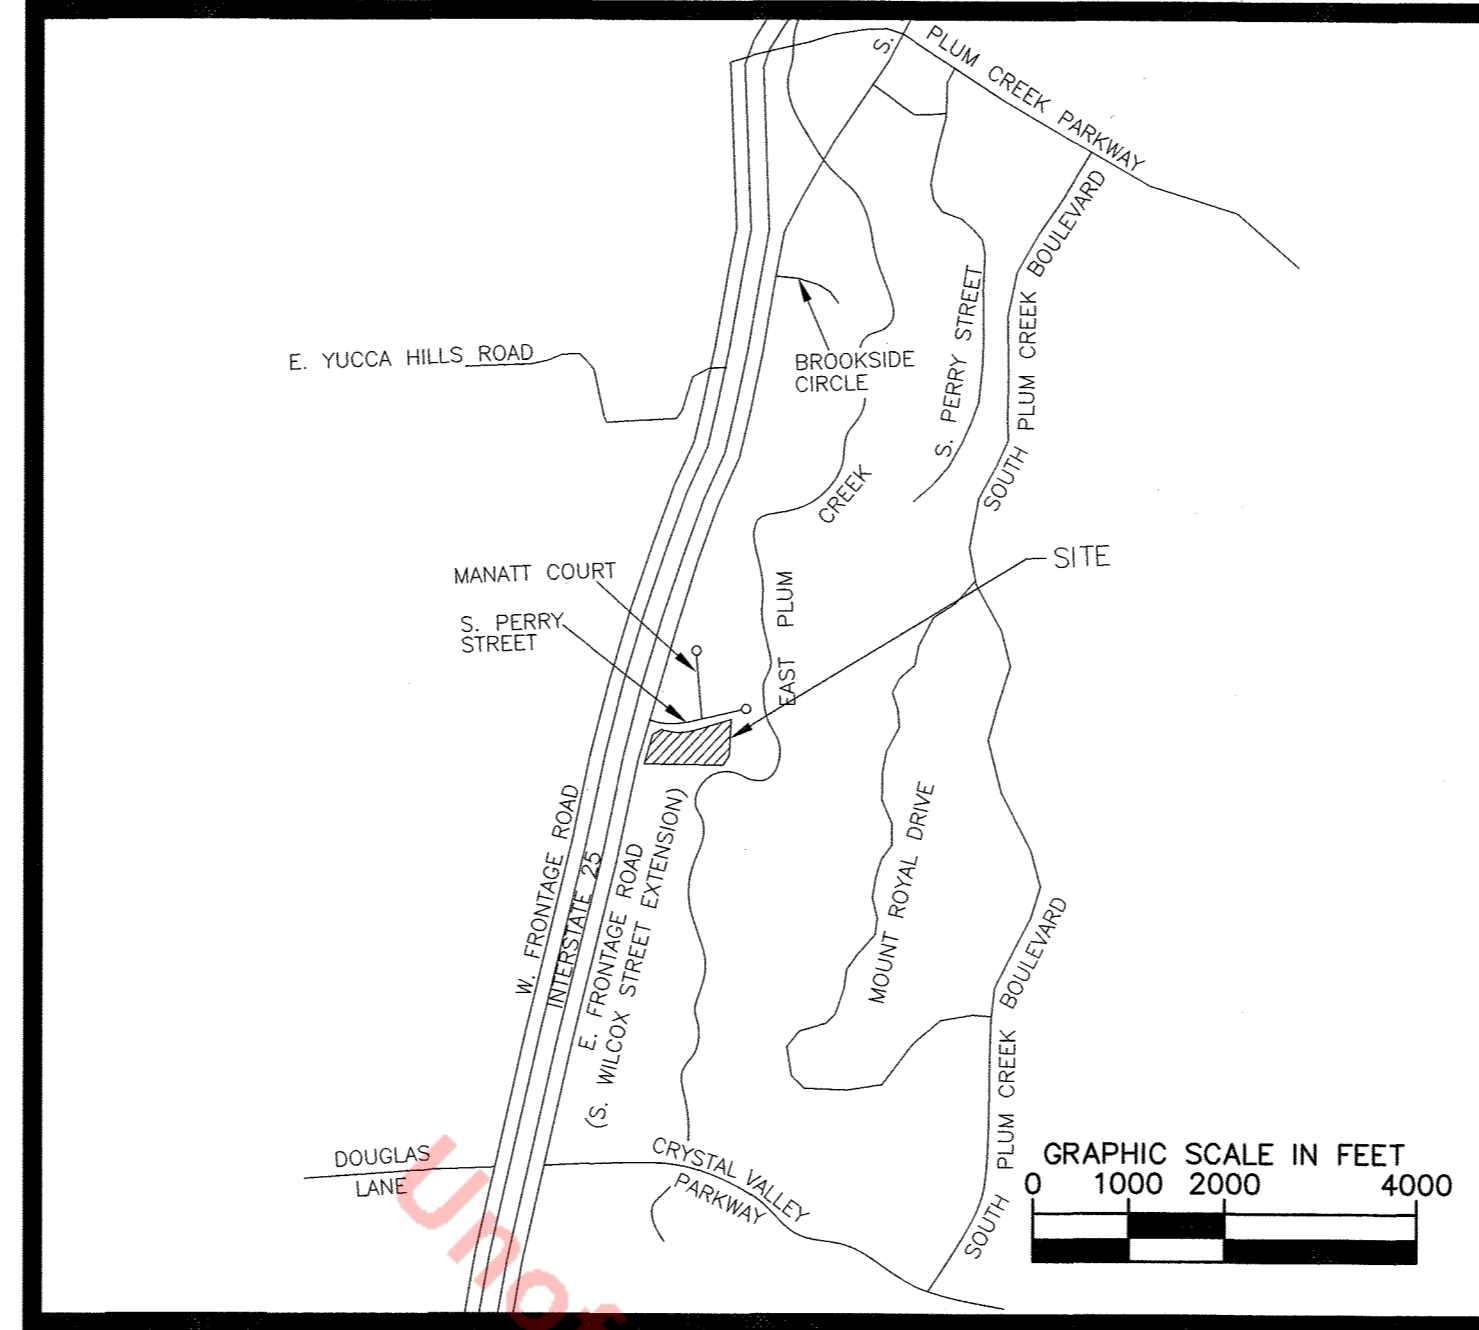 S.
PLUM CREEK PARKWAY
SOUTH PLUM CREEK BOULEVARD
S. PERRY STREET
E. YUCCA HILLS ROAD
BROOKSIDE
CIRCLE
CREEK
EAST PLUM
SITE
MANATT COURT
S. PERRY
STREET
W. FRONTAGE ROAD
INTERSTATE 25
E. FRONTAGE ROAD
(S. WILCOX STREET EXTENSION)
MOUNT ROYAL DRIVE
SOUTH PLUM CREEK BOULEVARD
DOUGLAS
LANE
CRYSTAL VALLEY
PARKWAY
GRAPHIC SCALE IN FEET
0 1000 2000 4000
Unof